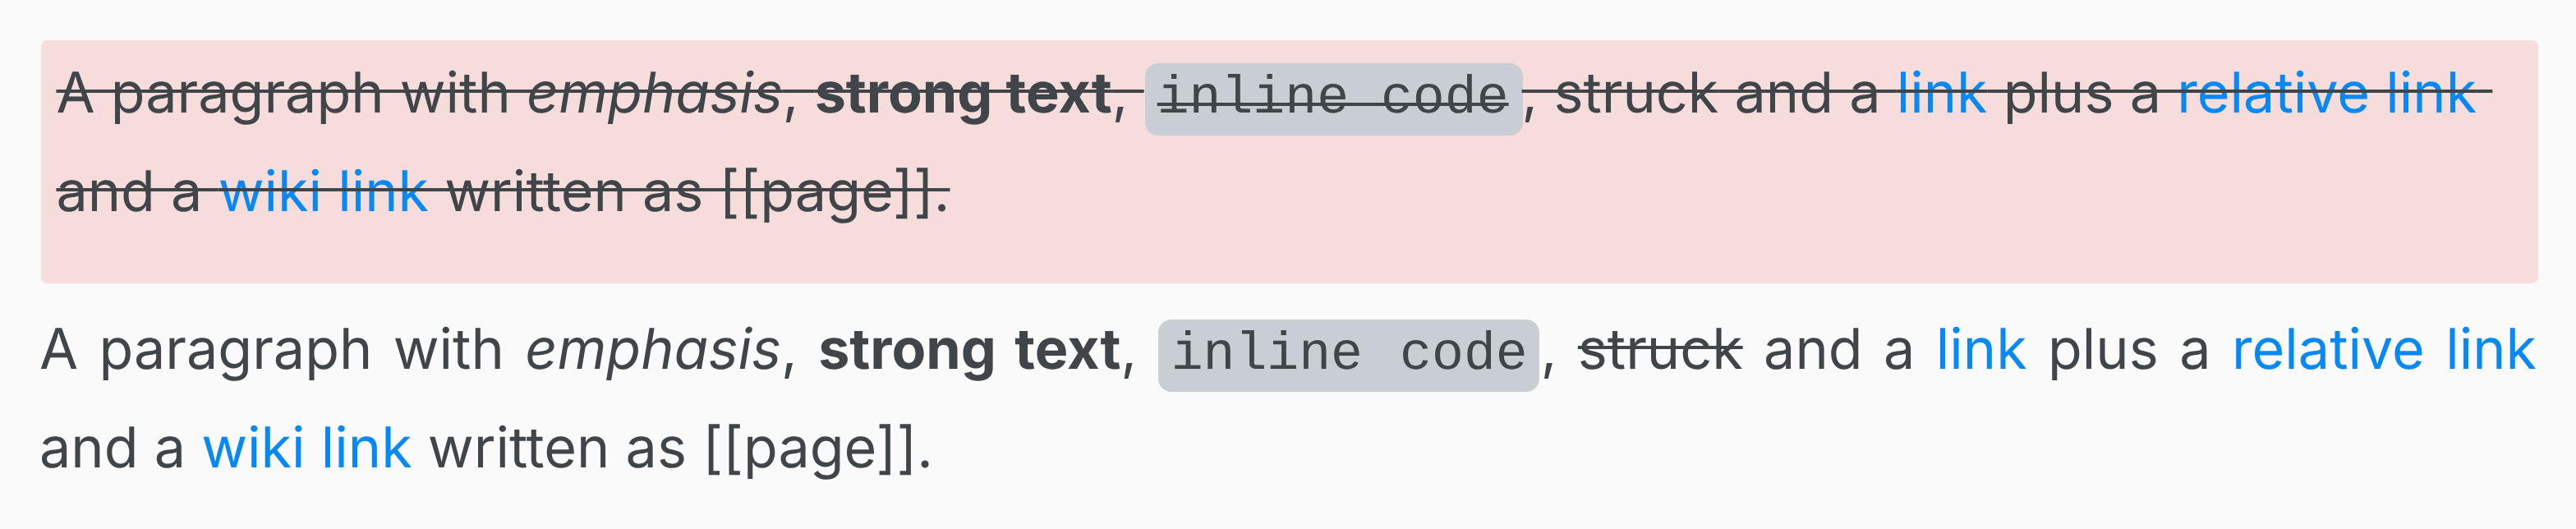 A paragraph with emphasis, strong text, inline code, struck and a link plus a relative link
and a wiki link written as [[page]].
A paragraph with emphasis, strong text, inline code, struck and a link plus a relative link
and a wiki link written as [[page]].